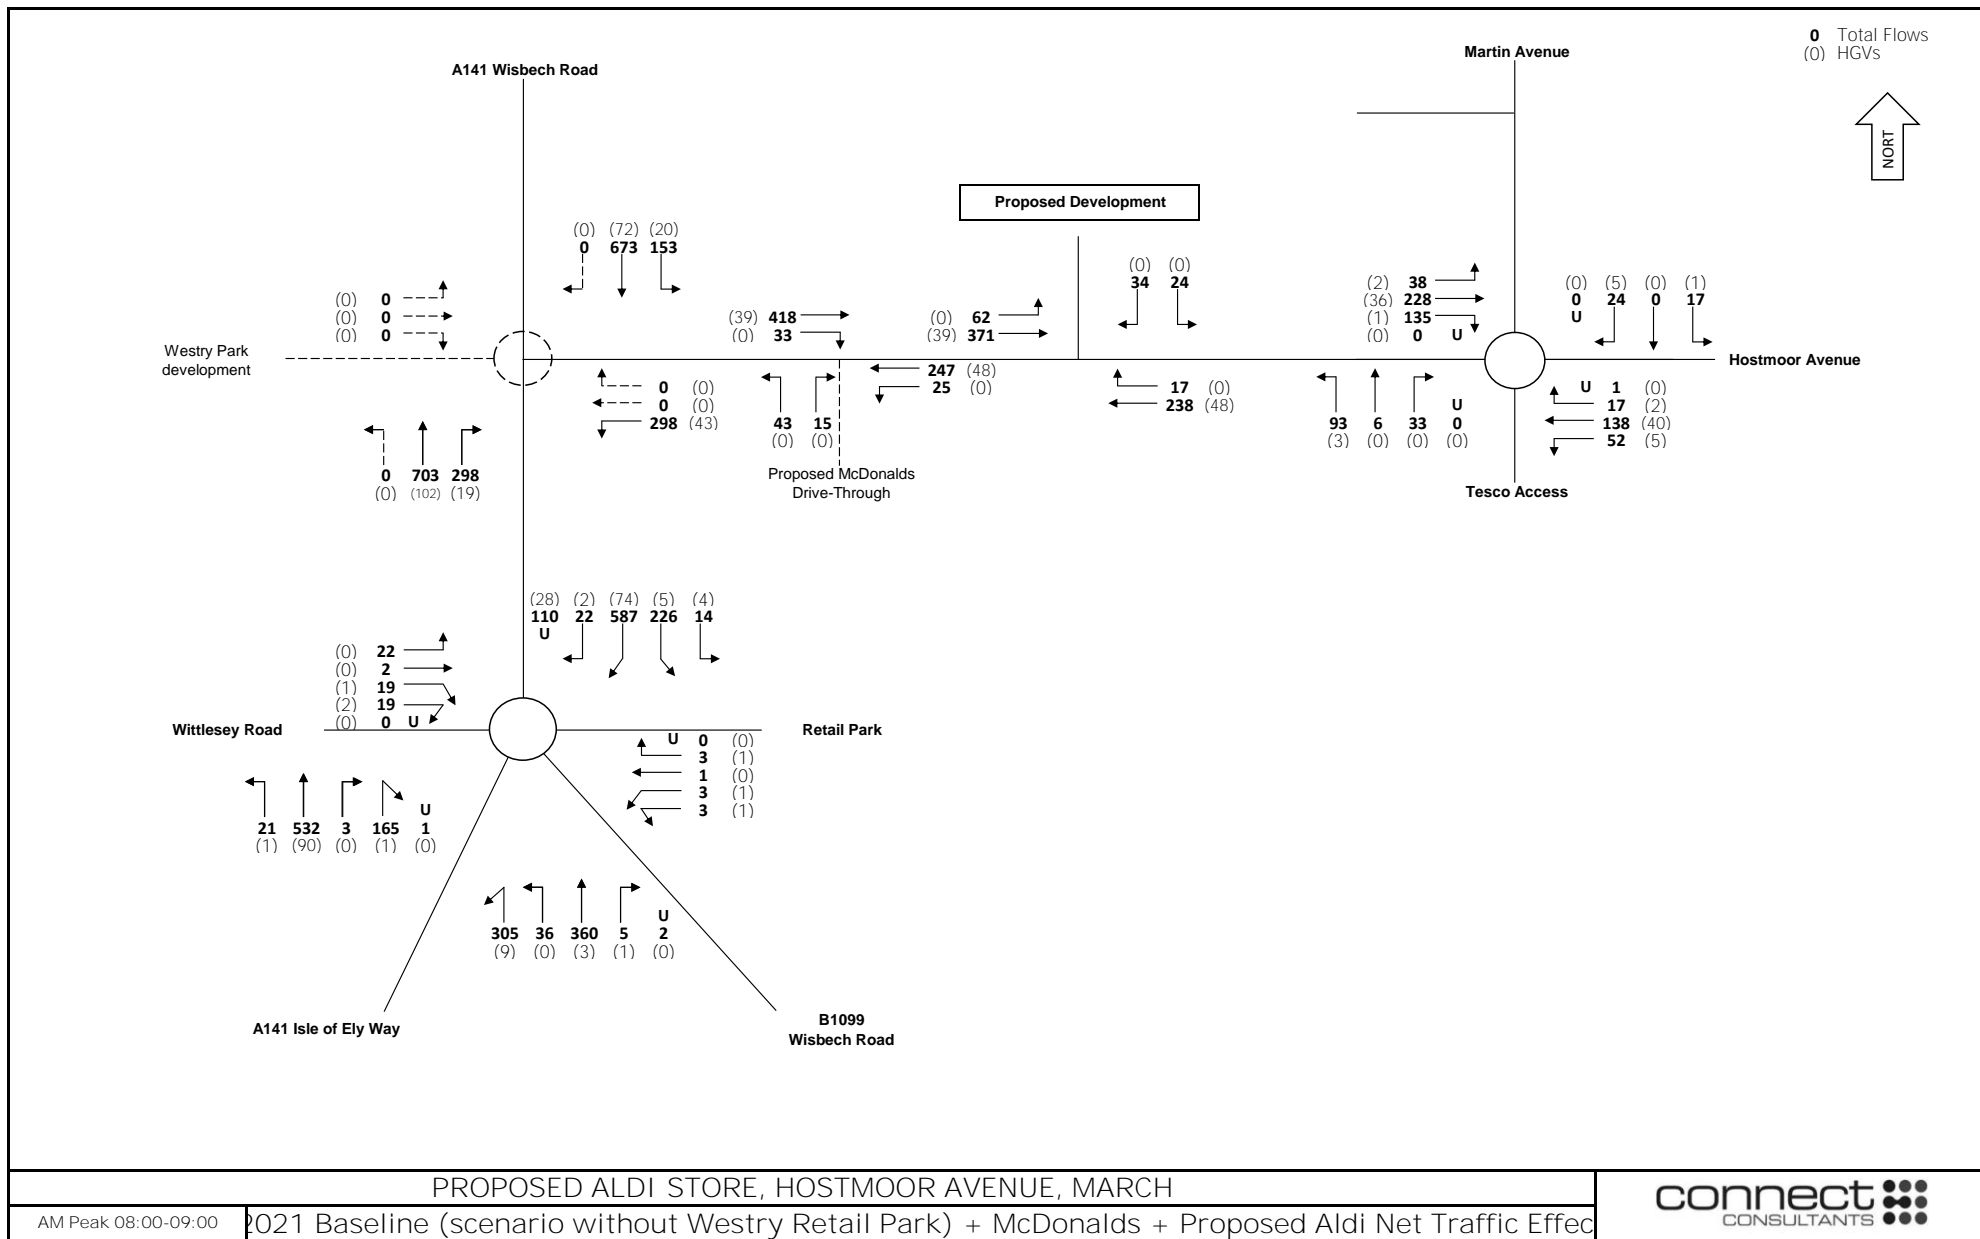 0 Total Flows
(0) HGVs
NORT
A141 Wisbech Road
Martin Avenue
Proposed Development
(0) (72) (20)
0 673 153
(0) 0
(0) 0
(0) 0
Westry Park
development
(39) 418
(0) 33
(0) 62
(39) 371
(0) (0)
34 24
(2) 38
(36) 228
(1) 135
(0) 0 U
(0) (5) (0) (1)
0 24 0 17
U
Hostmoor Avenue
0 (0)
0 (0)
298 (43)
43 15
(0) (0)
247 (48)
25 (0)
17 (0)
238 (48)
U
93 6 33 0
(3) (0) (0) (0)
U 1 (0)
17 (2)
138 (40)
52 (5)
0 703 298
(0) (102) (19)
Proposed McDonalds
Drive-Through
Tesco Access
(28) (2) (74) (5) (4)
110 22 587 226 14
U
(0) 22
(0) 2
(1) 19
(2) 19
(0) 0 U
Wittlesey Road
Retail Park
U 0 (0)
3 (1)
1 (0)
3 (1)
3 (1)
U
21 532 3 165 1
(1) (90) (0) (1) (0)
U
305 36 360 5 2
(9) (0) (3) (1) (0)
A141 Isle of Ely Way
B1099
Wisbech Road
PROPOSED ALDI STORE, HOSTMOOR AVENUE, MARCH
AM Peak 08:00-09:00
2021 Baseline (scenario without Westry Retail Park) + McDonalds + Proposed Aldi Net Traffic Effec
connect
CONSULTANTS